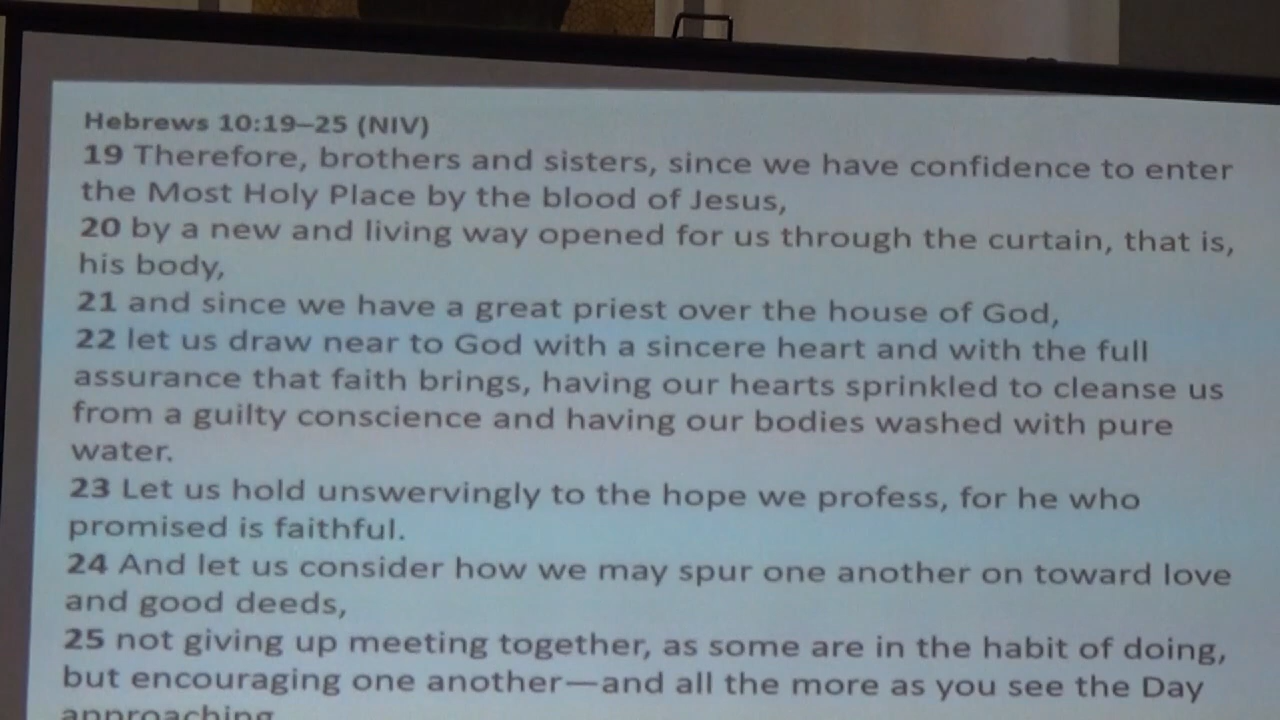 Hebrews 10:19–25 (NIV)
19 Therefore, brothers and sisters, since we have confidence to enter
the Most Holy Place by the blood of Jesus,
20 by a new and living way opened for us through the curtain, that is,
his body,
21 and since we have a great priest over the house of God,
22 let us draw near to God with a sincere heart and with the full
assurance that faith brings, having our hearts sprinkled to cleanse us
from a guilty conscience and having our bodies washed with pure
water.
23 Let us hold unswervingly to the hope we profess, for he who
promised is faithful.
24 And let us consider how we may spur one another on toward love
and good deeds,
25 not giving up meeting together, as some are in the habit of doing,
but encouraging one another—and all the more as you see the Day
approaching